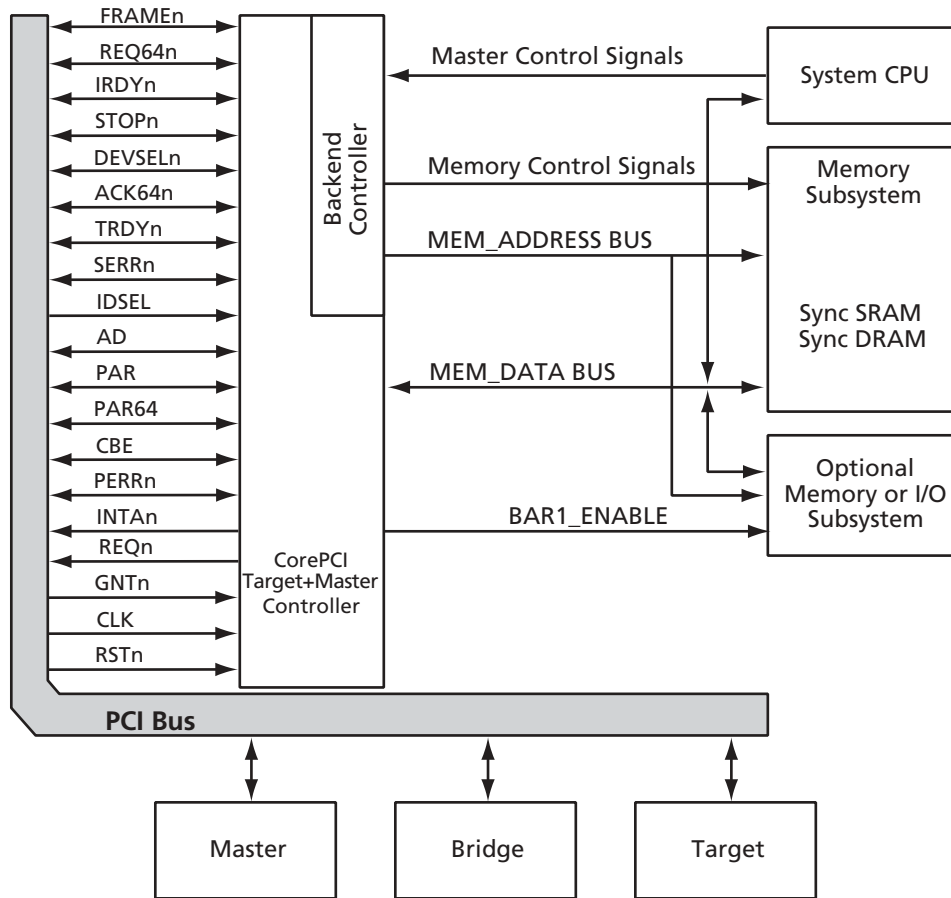 FRAMEn
REQ64n
IRDYn
STOPn
DEVSELn
ACK64n
TRDYn
SERRn
IDSEL
AD
PAR
PAR64
CBE
PERRn
INTAn
REQn
GNTn
CLK
RSTn
Backend
Controller
CorePCI
Target+Master
Controller
Master Control Signals
Memory Control Signals
MEM_ADDRESS BUS
MEM_DATA BUS
BAR1_ENABLE
System CPU
Memory
Subsystem
Sync SRAM
Sync DRAM
Optional
Memory or I/O
Subsystem
PCI Bus
Master
Bridge
Target